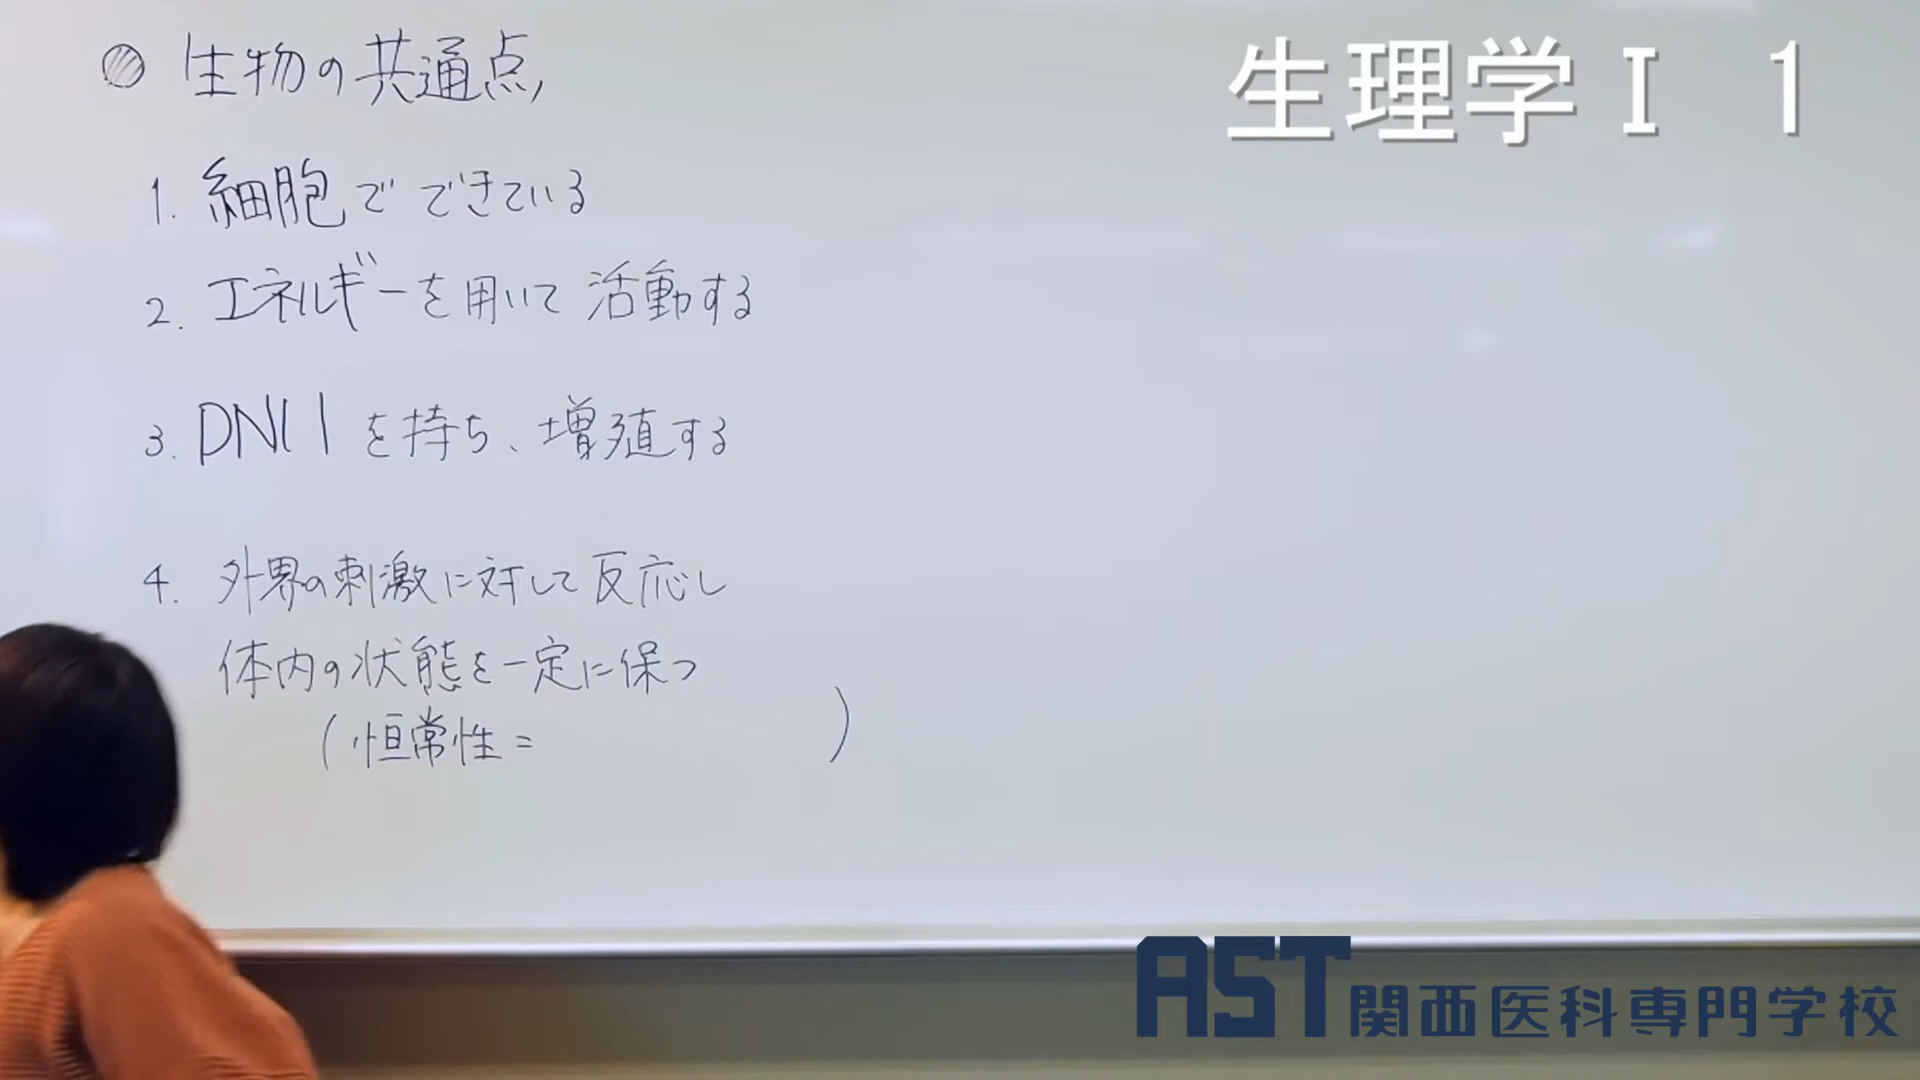 生物の共通点
生理学Ⅰ 1
1. 細胞でできている
2. エネルギーを用いて活動する
3. を持ち、増殖する
4. 外界の刺激に対して反応し
体内の状態を一定に保つ
(恒常性= )
AST関西医科専門学校